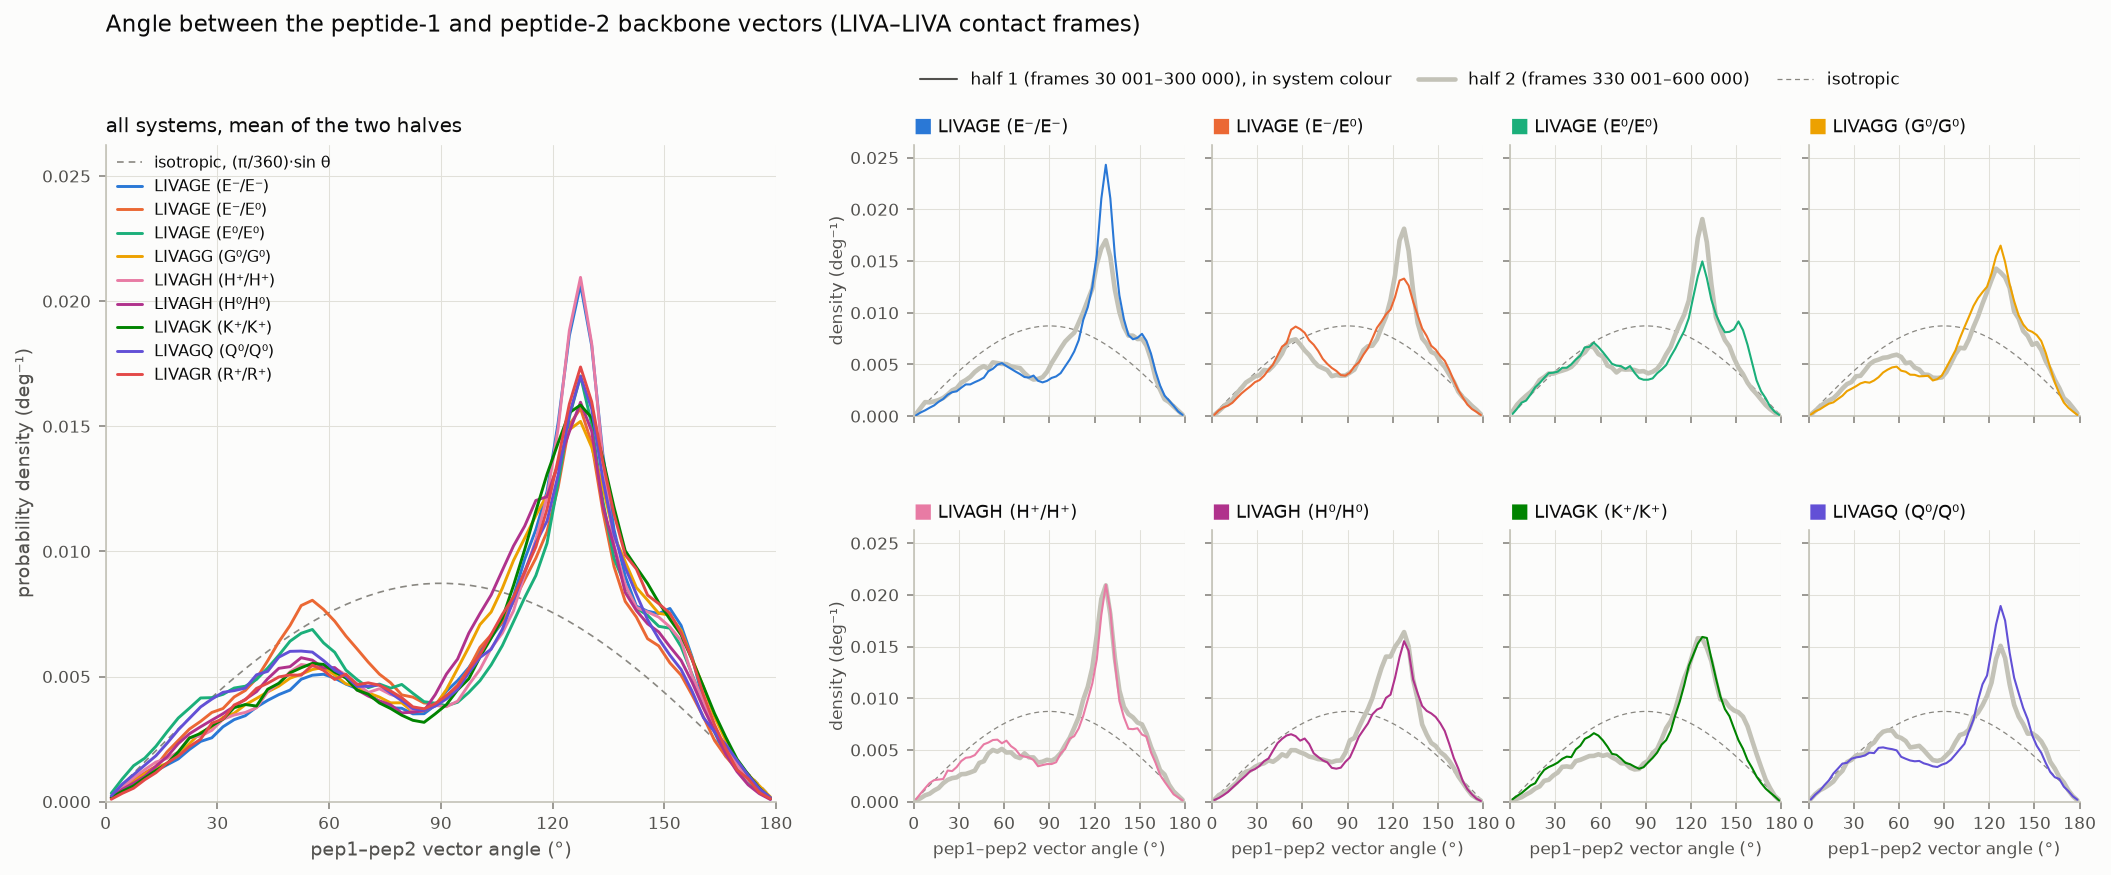 Angle between the peptide-1 and peptide-2 backbone vectors (LIVA–LIVA contact frames)
half 1 (frames 30 001–300 000), in system colour
half 2 (frames 330 001–600 000)
isotropic
all systems, mean of the two halves
isotropic, (π/360)·sin θ
LIVAGE (E⁻/E⁻)
LIVAGE (E⁻/E⁰)
LIVAGE (E⁰/E⁰)
LIVAGG (G⁰/G⁰)
LIVAGH (H⁺/H⁺)
LIVAGH (H⁰/H⁰)
LIVAGK (K⁺/K⁺)
LIVAGQ (Q⁰/Q⁰)
LIVAGR (R⁺/R⁺)
probability density (deg⁻¹)
0.025
0.020
0.015
0.010
0.005
0.000
0 30 60 90 120 150 180
pep1–pep2 vector angle (°)
LIVAGE (E⁻/E⁻)
LIVAGE (E⁻/E⁰)
LIVAGE (E⁰/E⁰)
LIVAGG (G⁰/G⁰)
density (deg⁻¹)
0.025
0.020
0.015
0.010
0.005
0.000
LIVAGH (H⁺/H⁺)
LIVAGH (H⁰/H⁰)
LIVAGK (K⁺/K⁺)
LIVAGQ (Q⁰/Q⁰)
density (deg⁻¹)
0.025
0.020
0.015
0.010
0.005
0.000
0 30 60 90 120 150 180
0 30 60 90 120 150 180
0 30 60 90 120 150 180
0 30 60 90 120 150 180
pep1–pep2 vector angle (°)
pep1–pep2 vector angle (°)
pep1–pep2 vector angle (°)
pep1–pep2 vector angle (°)